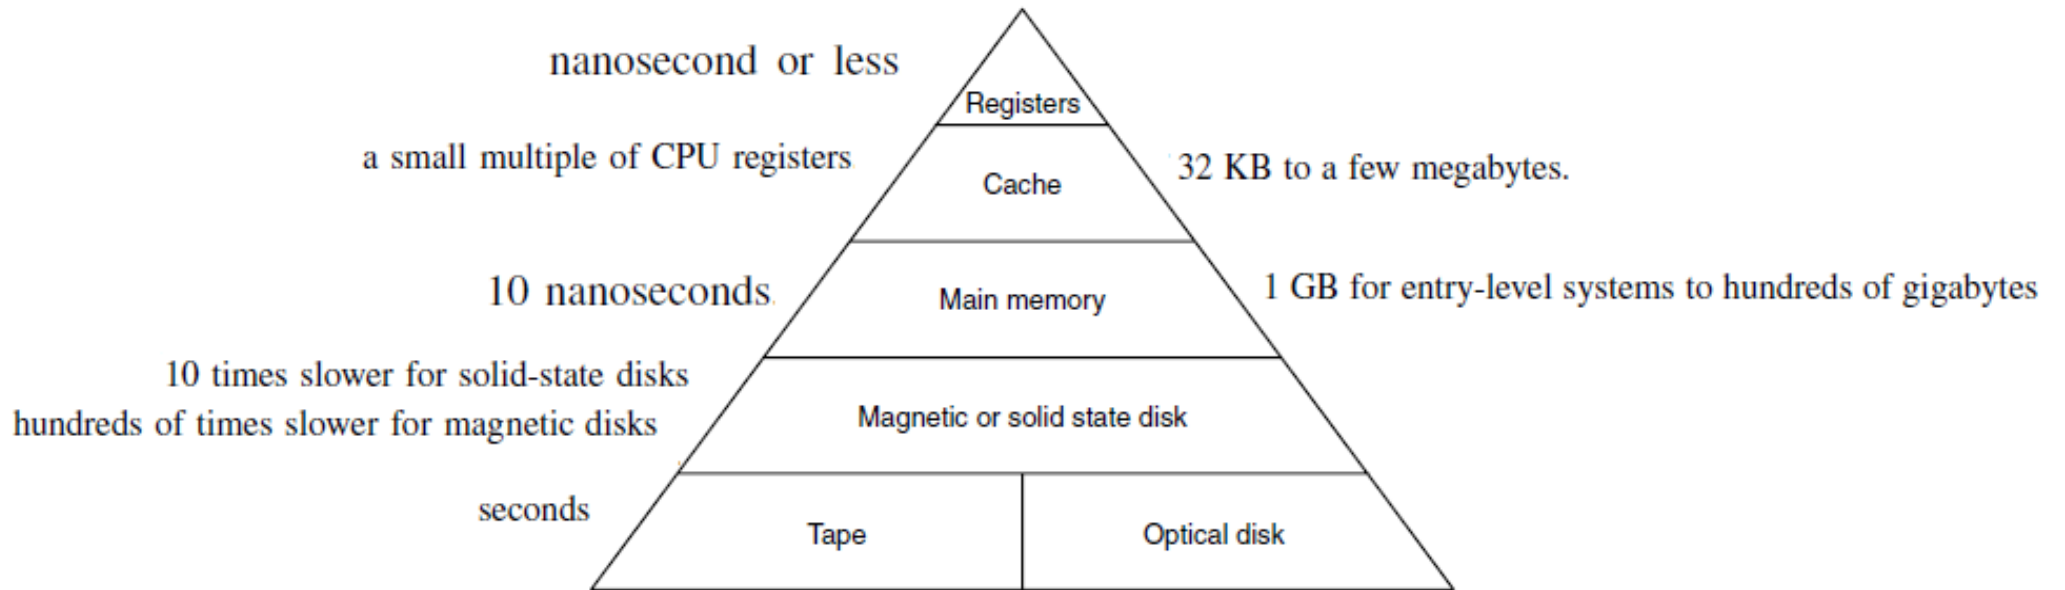 nanosecond or less
Registers
a small multiple of CPU registers
32 KB to a few megabytes.
Cache
10 nanoseconds.
1 GB for entry-level systems to hundreds of gigabytes
Main memory
10 times slower for solid-state disks
hundreds of times slower for magnetic disks
Magnetic or solid state disk
seconds
Tape
Optical disk